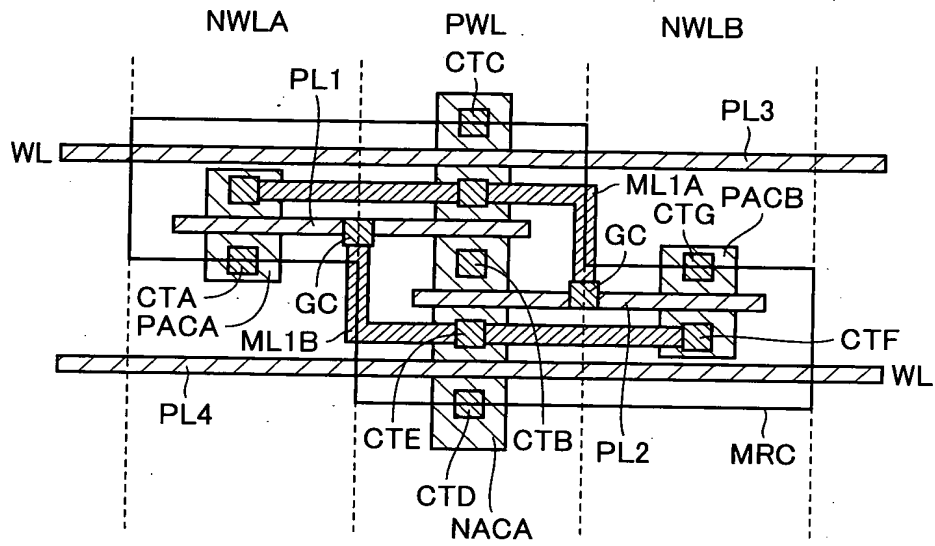 NWLA PWL NWLB
CTC
PL1
PL3
WL
ML1A
PACB
CTG
GC
CTA
GC
PACA
ML1B
CTF
WL
PL4
CTE
CTB
PL2
MRC
CTD
NACA